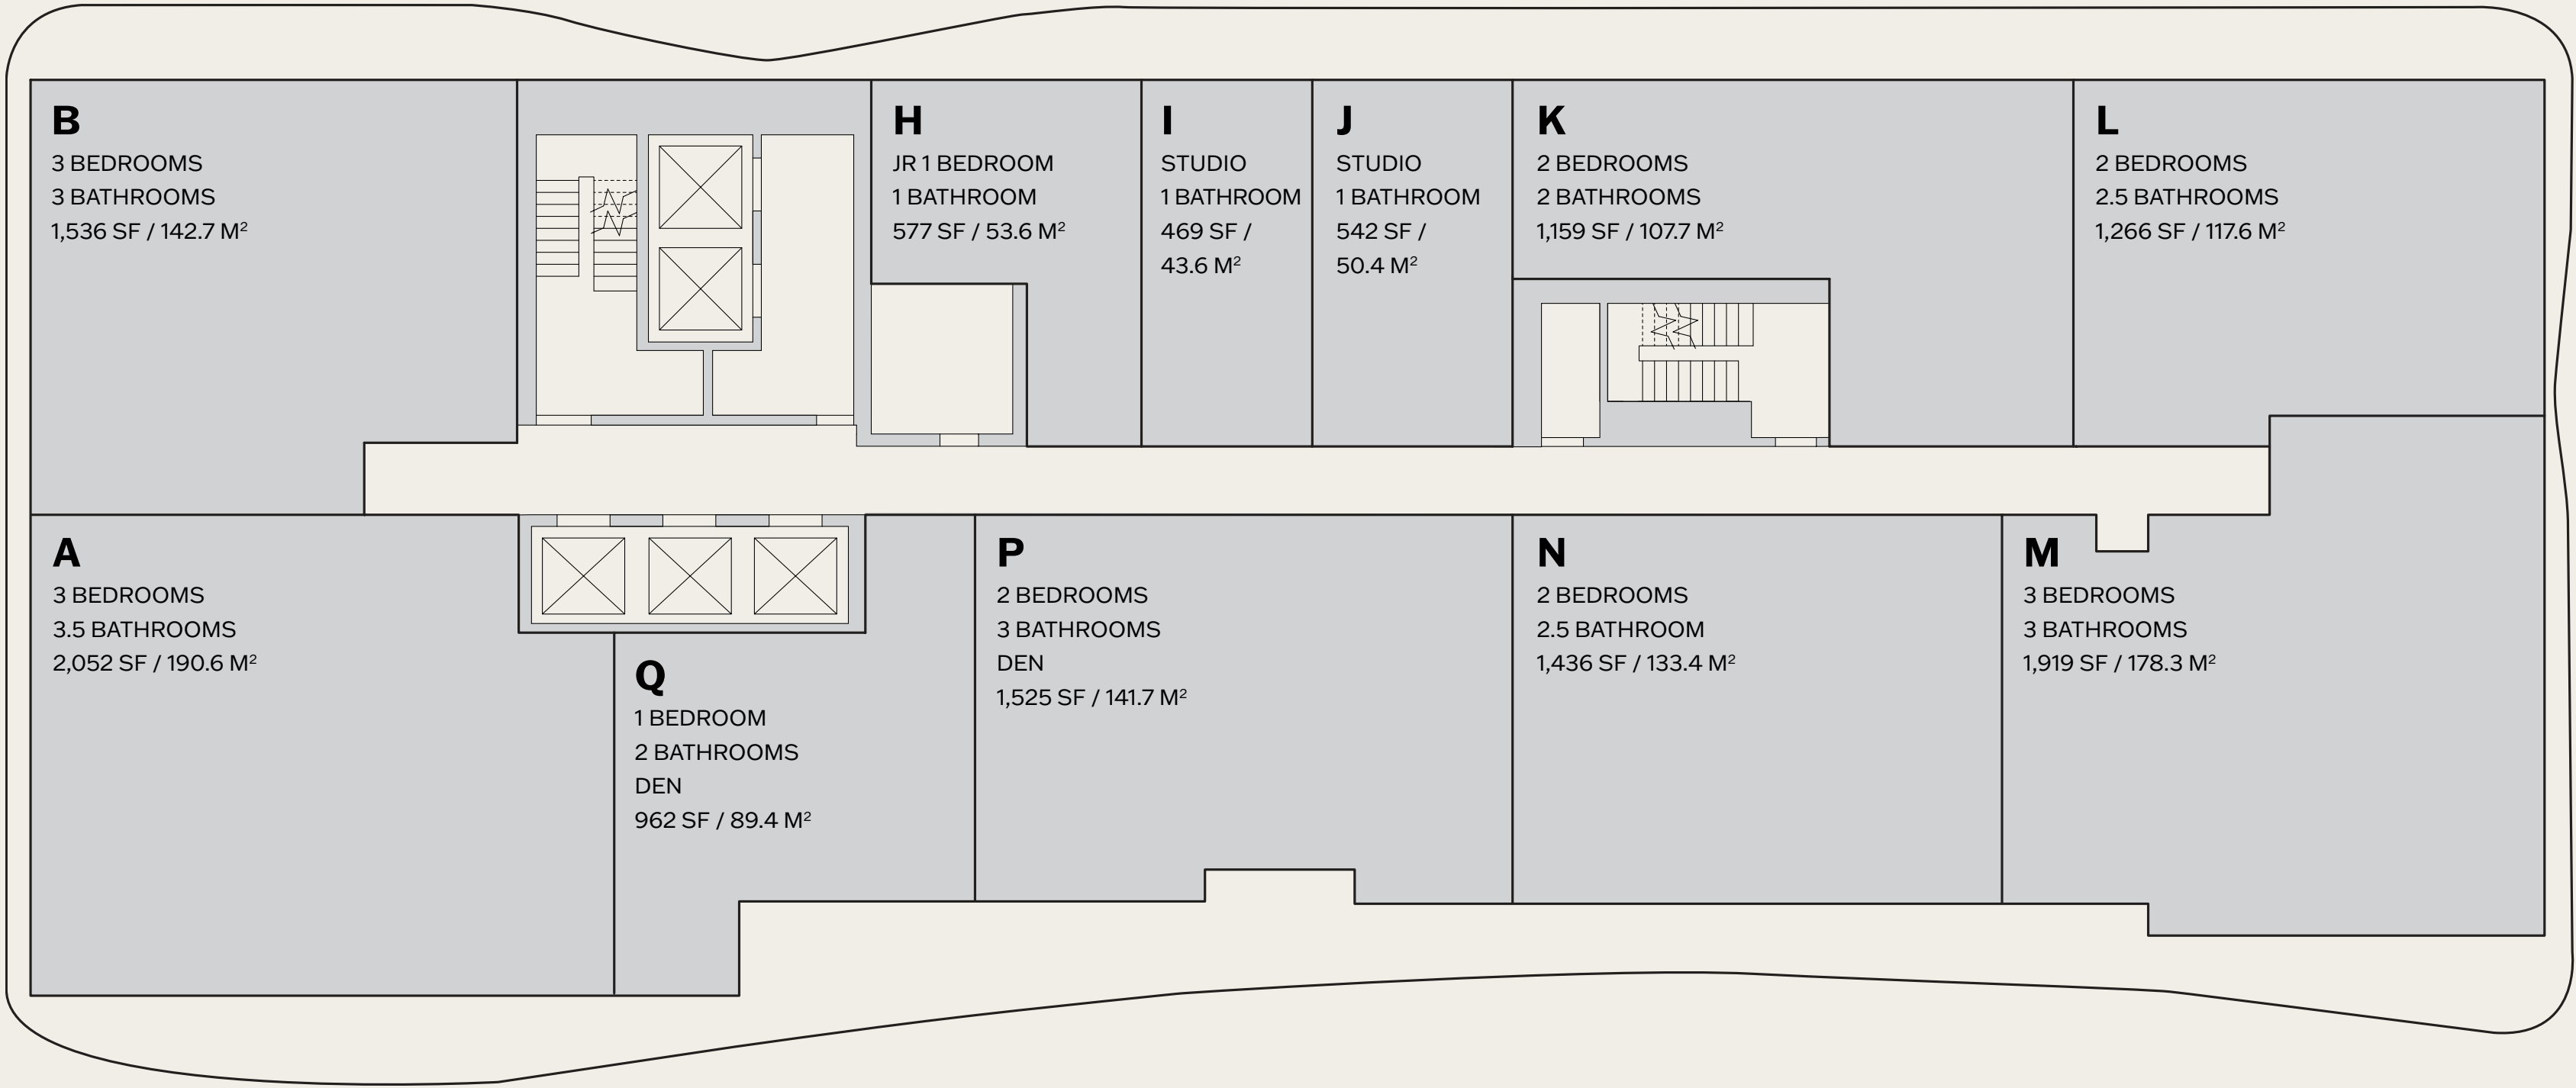 B
3 BEDROOMS
3 BATHROOMS
1,536 SF / 142.7 M²
H
JR 1 BEDROOM
1 BATHROOM
577 SF / 53.6 M²
I
STUDIO
1 BATHROOM
469 SF /
43.6 M²
J
STUDIO
1 BATHROOM
542 SF /
50.4 M²
K
2 BEDROOMS
2 BATHROOMS
1,159 SF / 107.7 M²
L
2 BEDROOMS
2.5 BATHROOMS
1,266 SF / 117.6 M²
A
3 BEDROOMS
3.5 BATHROOMS
2,052 SF / 190.6 M²
Q
1 BEDROOM
2 BATHROOMS
DEN
962 SF / 89.4 M²
P
2 BEDROOMS
3 BATHROOMS
DEN
1,525 SF / 141.7 M²
N
2 BEDROOMS
2.5 BATHROOM
1,436 SF / 133.4 M²
M
3 BEDROOMS
3 BATHROOMS
1,919 SF / 178.3 M²